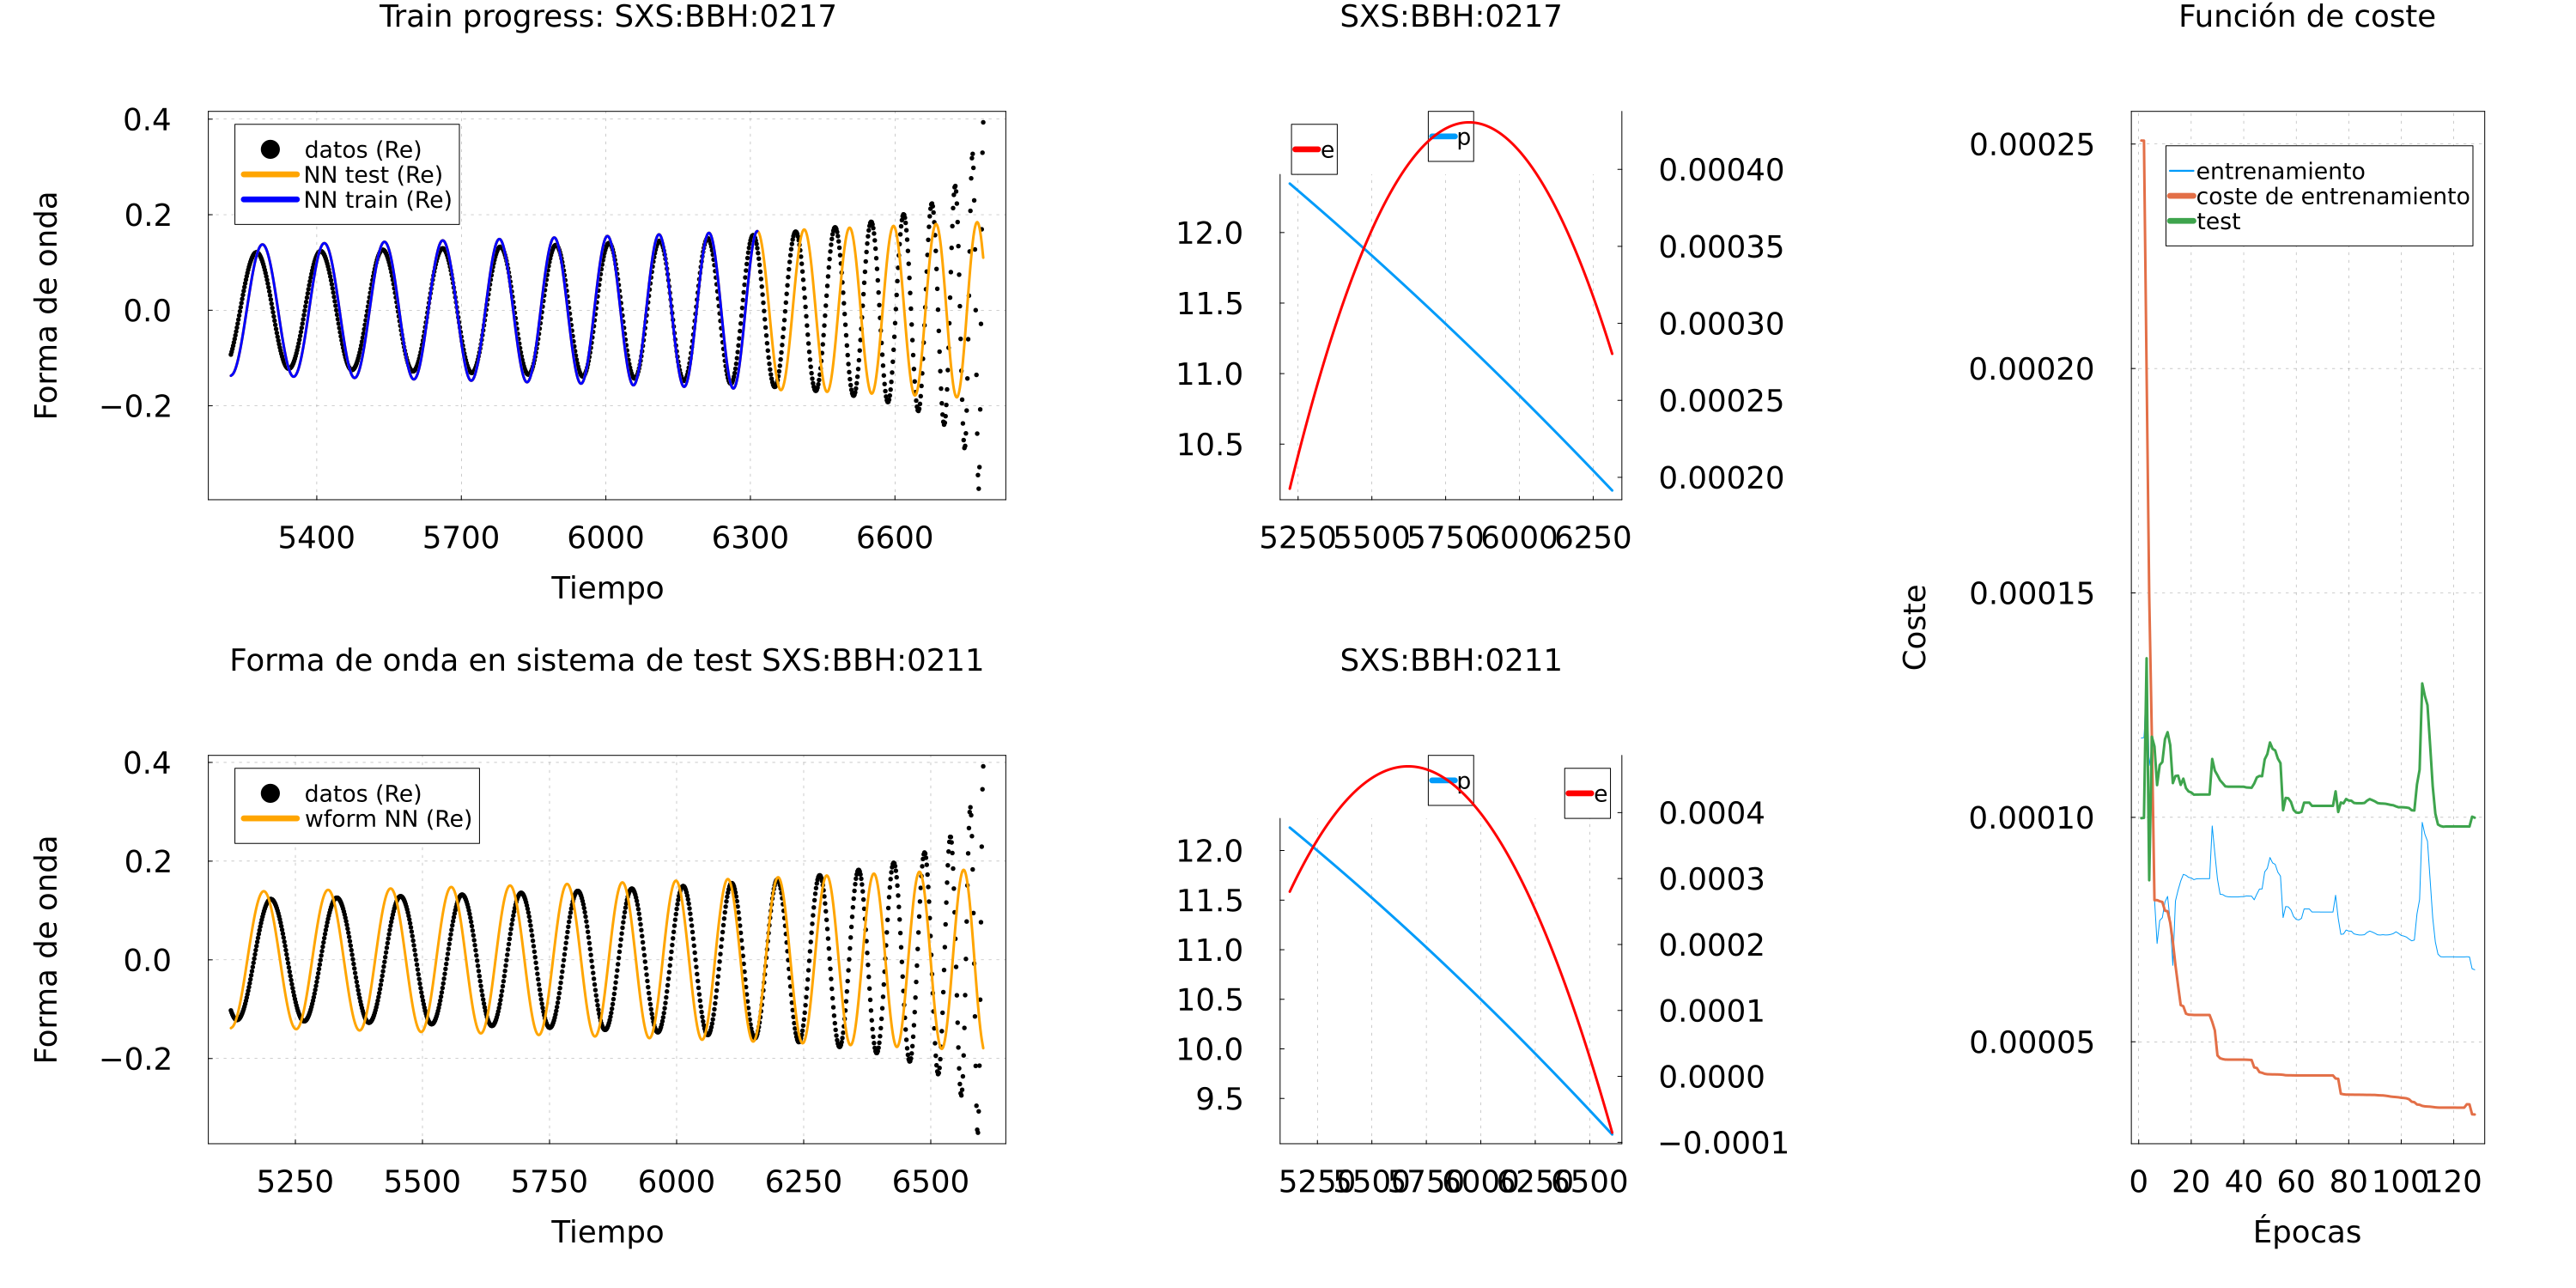 Train progress: SXS:BBH:0217
0.4
0.2
0.0
−0.2
Forma de onda
datos (Re)
NN test (Re)
NN train (Re)
5400 5700 6000 6300 6600
Tiempo
SXS:BBH:0217
e
p
12.0
11.5
11.0
10.5
0.00040
0.00035
0.00030
0.00025
0.00020
5250 5500 5750 6000 6250
Forma de onda en sistema de test SXS:BBH:0211
0.4
0.2
0.0
−0.2
Forma de onda
datos (Re)
wform NN (Re)
5250 5500 5750 6000 6250 6500
Tiempo
SXS:BBH:0211
p
e
12.0
11.5
11.0
10.5
10.0
9.5
0.0004
0.0003
0.0002
0.0001
0.0000
−0.0001
5250 5500 5750 6000 6250 6500
Función de coste
0.00025
0.00020
0.00015
0.00010
0.00005
Coste
entrenamiento
coste de entrenamiento
test
0 20 40 60 80 100 120
Épocas